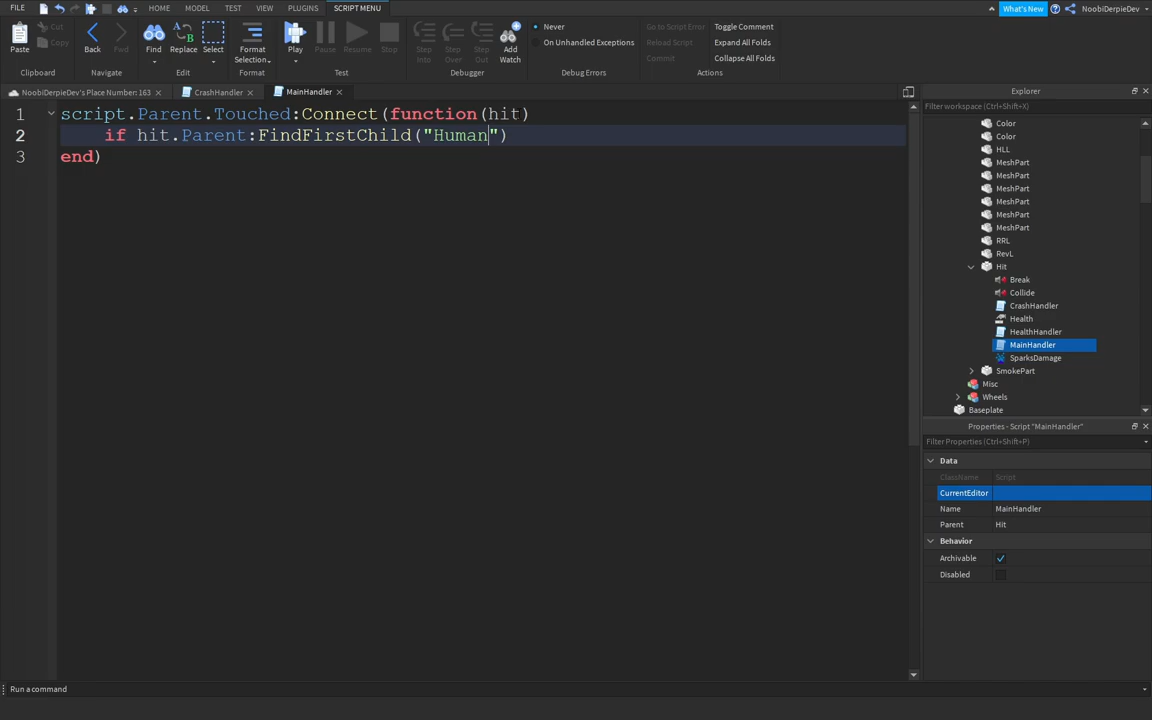 FILE HOME MODEL TEST VIEW PLUGINS SCRIPT MENU What's New NoobiDerpieDev
Paste Cut Copy Back Fwd Find Replace Select Format Selection Play Pause Resume Stop Step Into Step Over Step Out Add Watch Never On Unhandled Exceptions Go to Script Error Reload Script Commit Toggle Comment Expand All Folds Collapse All Folds
Clipboard Navigate Edit Format Test Debugger Debug Errors Actions
NoobiDerpieDev's Place Number: 163 CrashHandler MainHandler
1 script.Parent.Touched:Connect(function(hit)
2 if hit.Parent:FindFirstChild("Human")
3 end)
Explorer
Filter workspace (Ctrl+Shift+X)
Color
Color
HLL
MeshPart
MeshPart
MeshPart
MeshPart
MeshPart
MeshPart
RRL
RevL
Hit
Break
Collide
CrashHandler
Health
HealthHandler
MainHandler
SparksDamage
SmokePart
Misc
Wheels
Baseplate
Properties - Script "MainHandler"
Filter Properties (Ctrl+Shift+P)
Data
ClassName Script
CurrentEditor
Name MainHandler
Parent Hit
Behavior
Archivable
Disabled
Run a command